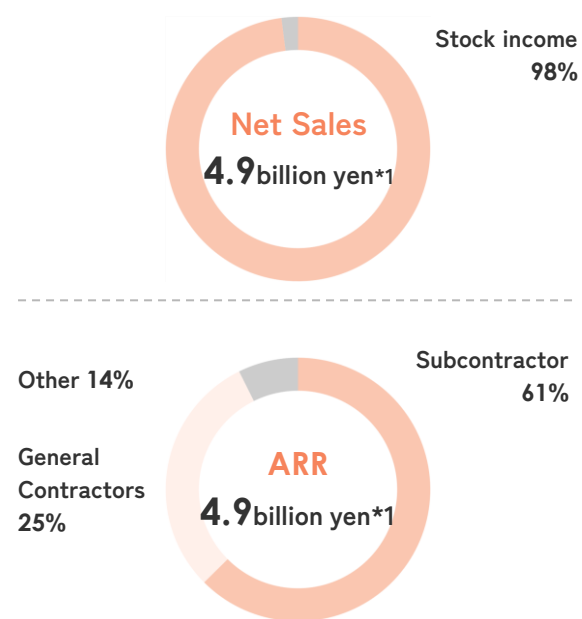 Stock income
98%
Net Sales
4.9billion yen*1
Other 14%
Subcontractor
61%
General
Contractors
25%
ARR
4.9billion yen*1